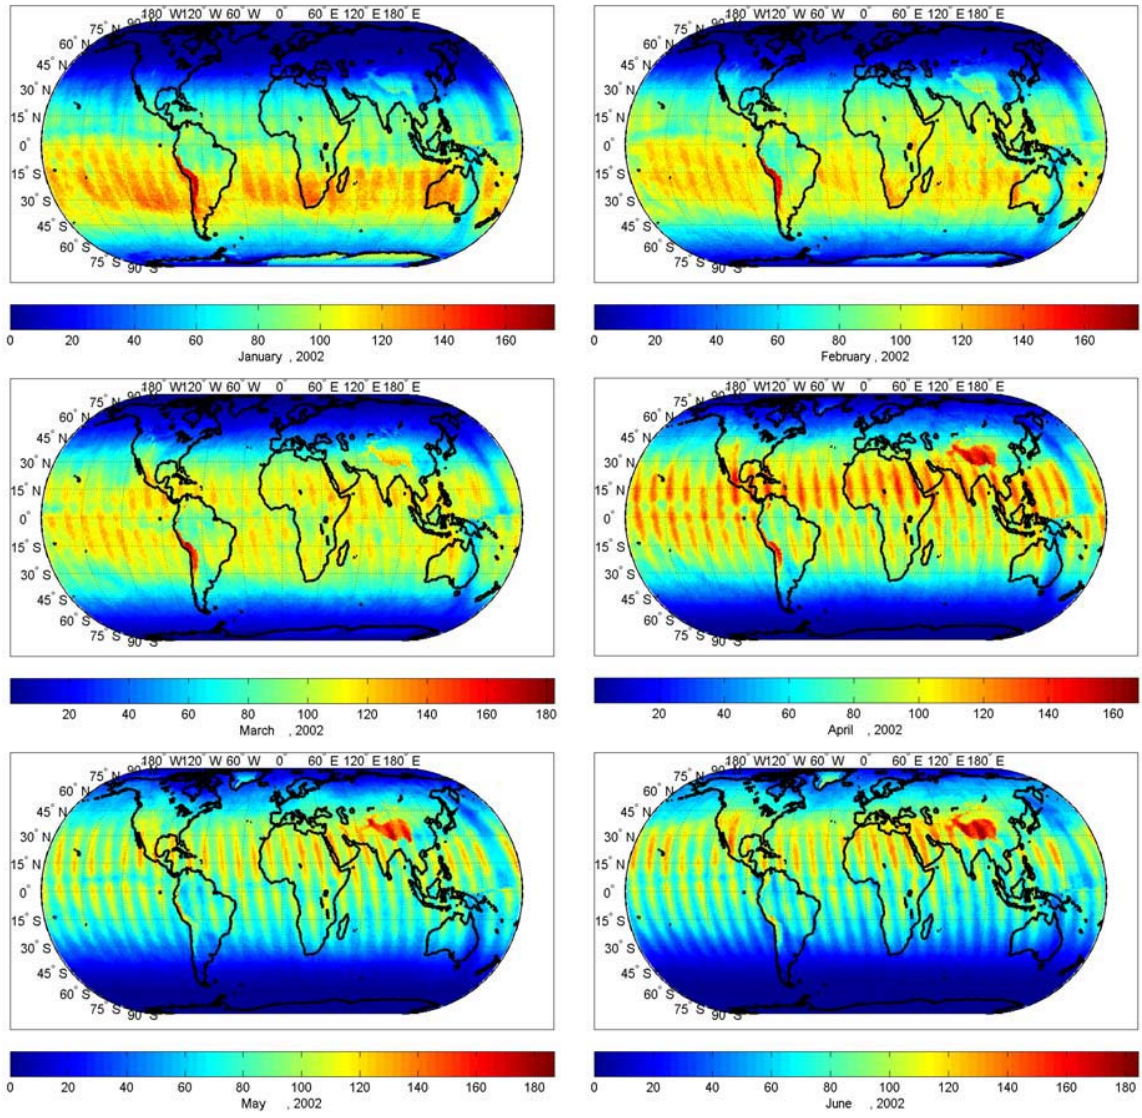 180° W 120° W 60° W 0° 60° E 120° E 180° E
75° N
60° N
45° N
30° N
15° N
0°
15° S
30° S
45° S
60° S
75° S
90° S
0 20 40 60 80 100 120 140 160
January , 2002
180° W 120° W 60° W 0° 60° E 120° E 180° E
75° N
60° N
45° N
30° N
15° N
0°
15° S
30° S
45° S
60° S
75° S
90° S
0 20 40 60 80 100 120 140 160
February , 2002
180° W 120° W 60° W 0° 60° E 120° E 180° E
75° N
60° N
45° N
30° N
15° N
0°
15° S
30° S
45° S
60° S
75° S
90° S
20 40 60 80 100 120 140 160 180
March , 2002
180° W 120° W 60° W 0° 60° E 120° E 180° E
75° N
60° N
45° N
30° N
15° N
0°
15° S
30° S
45° S
60° S
75° S
90° S
20 40 60 80 100 120 140 160
April , 2002
180° W 120° W 60° W 0° 60° E 120° E 180° E
75° N
60° N
45° N
30° N
15° N
0°
15° S
30° S
45° S
60° S
75° S
90° S
0 20 40 60 80 100 120 140 160 180
May , 2002
180° W 120° W 60° W 0° 60° E 120° E 180° E
75° N
60° N
45° N
30° N
15° N
0°
15° S
30° S
45° S
60° S
75° S
90° S
0 20 40 60 80 100 120 140 160 180
June , 2002